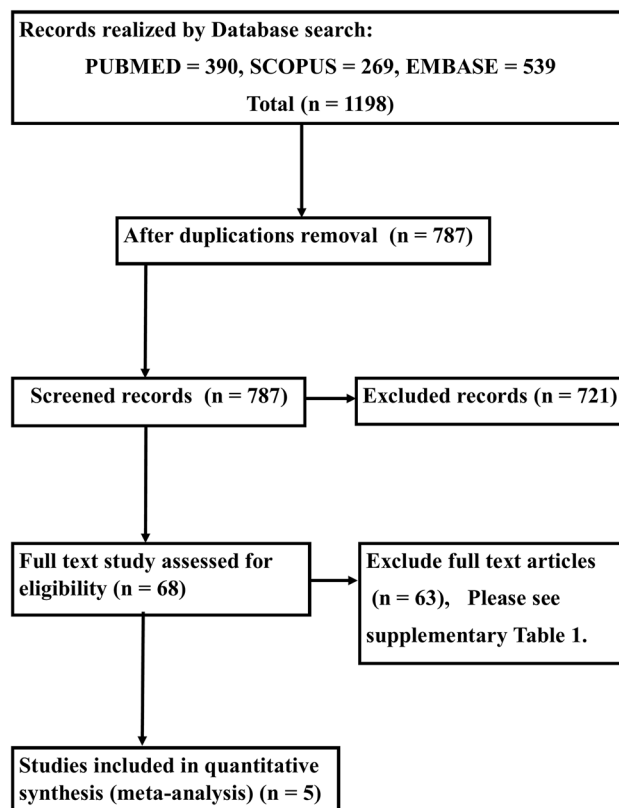 Records realized by Database search:
PUBMED = 390, SCOPUS = 269, EMBASE = 539
Total (n = 1198)
After duplications removal (n = 787)
Screened records (n = 787)
Excluded records (n = 721)
Full text study assessed for
eligibility (n = 68)
Exclude full text articles
(n = 63), Please see
supplementary Table 1.
Studies included in quantitative
synthesis (meta-analysis) (n = 5)